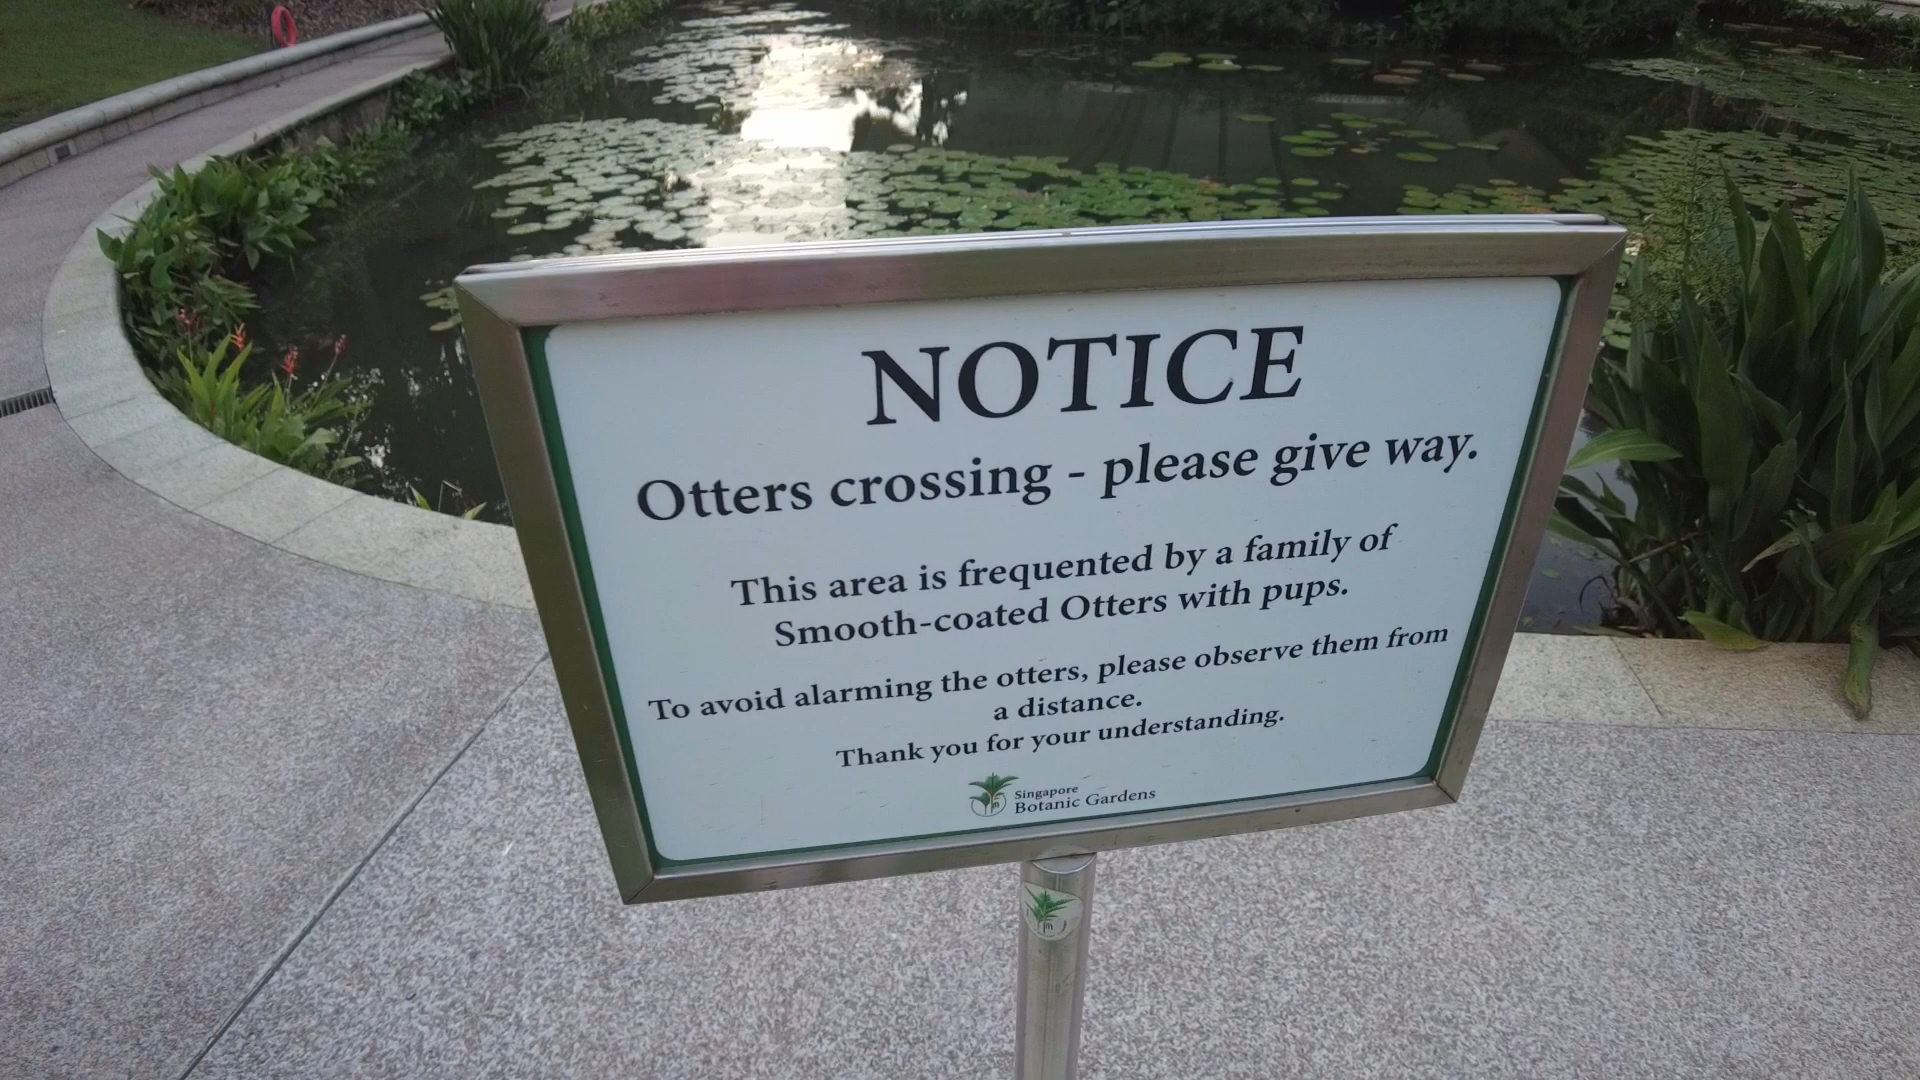 NOTICE
Otters crossing - please give way.
This area is frequented by a family of
Smooth-coated Otters with pups.
To avoid alarming the otters, please observe them from
a distance.
Thank you for your understanding.
Singapore
Botanic Gardens